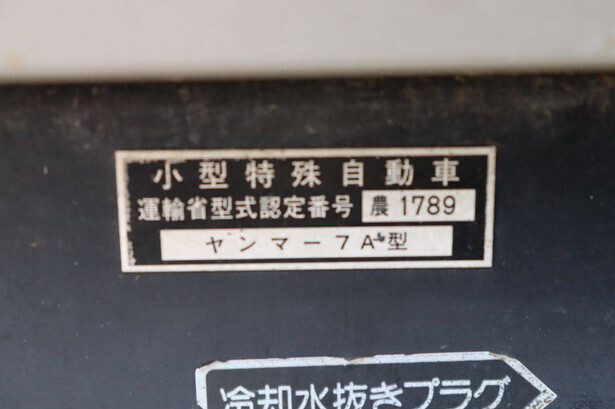 小型特殊自動車
運輸省型式認定番号 農1789
ヤンマー7A型
冷却水抜きプラグ